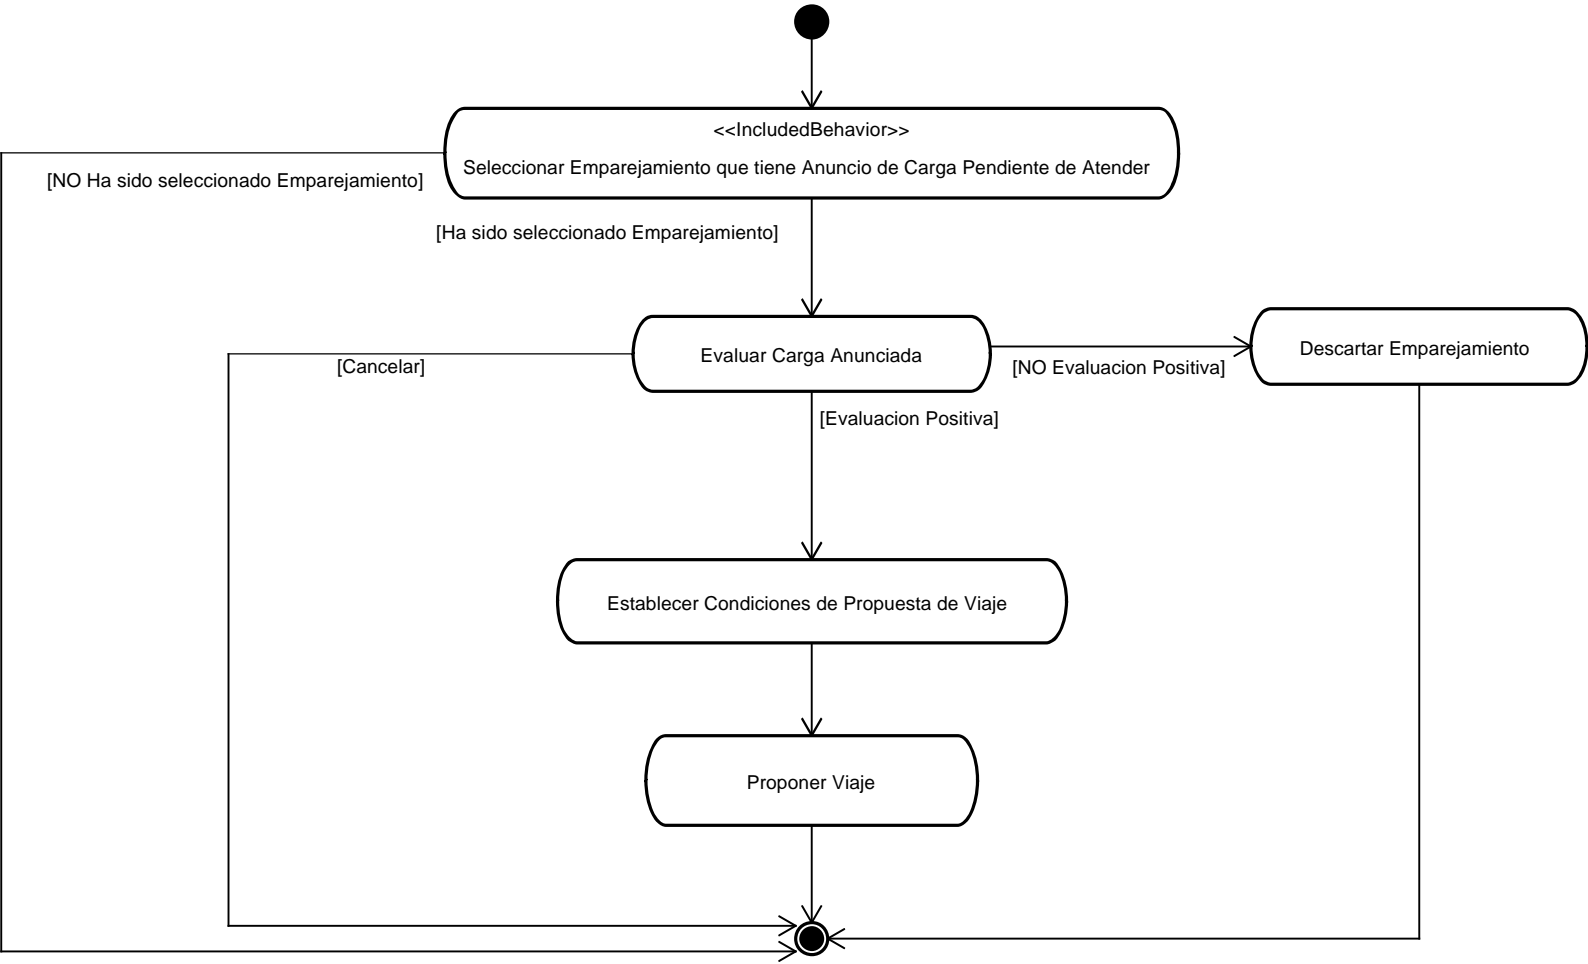 <<IncludedBehavior>>
Seleccionar Emparejamiento que tiene Anuncio de Carga Pendiente de Atender
[NO Ha sido seleccionado Emparejamiento]
[Ha sido seleccionado Emparejamiento]
Evaluar Carga Anunciada
Descartar Emparejamiento
[Cancelar]
[NO Evaluacion Positiva]
[Evaluacion Positiva]
Establecer Condiciones de Propuesta de Viaje
Proponer Viaje